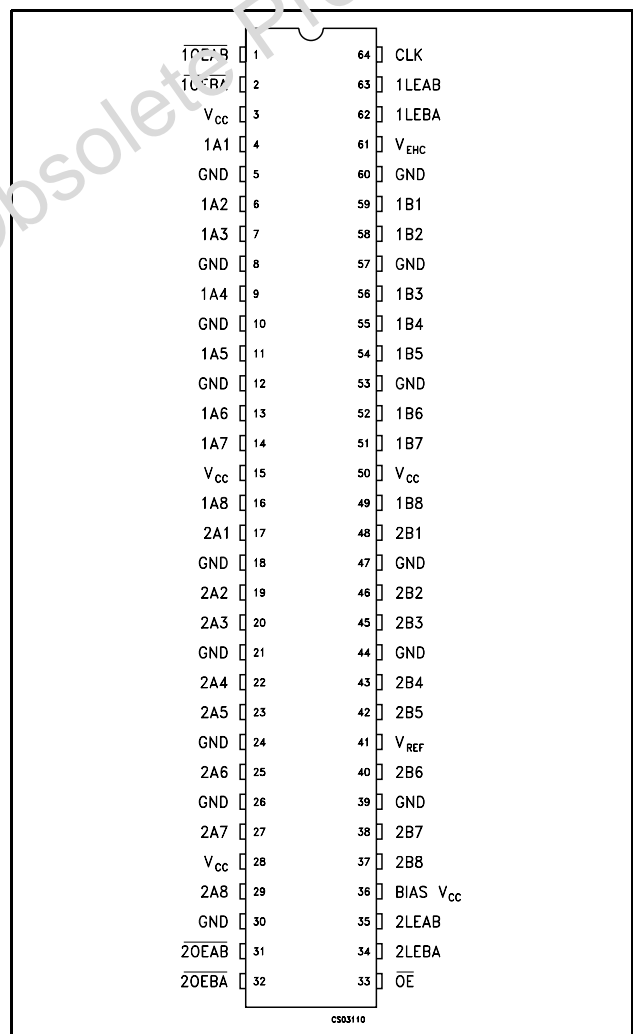 Obsolete Pro
1OEAB 1 64 CLK
1OEBA 2 63 1LEAB
VCC 3 62 1LEBA
1A1 4 61 VEHC
GND 5 60 GND
1A2 6 59 1B1
1A3 7 58 1B2
GND 8 57 GND
1A4 9 56 1B3
GND 10 55 1B4
1A5 11 54 1B5
GND 12 53 GND
1A6 13 52 1B6
1A7 14 51 1B7
VCC 15 50 VCC
1A8 16 49 1B8
2A1 17 48 2B1
GND 18 47 GND
2A2 19 46 2B2
2A3 20 45 2B3
GND 21 44 GND
2A4 22 43 2B4
2A5 23 42 2B5
GND 24 41 VREF
2A6 25 40 2B6
GND 26 39 GND
2A7 27 38 2B7
VCC 28 37 2B8
2A8 29 36 BIAS VCC
GND 30 35 2LEAB
2OEAB 31 34 2LEBA
2OEBA 32 33 OE
CS03110